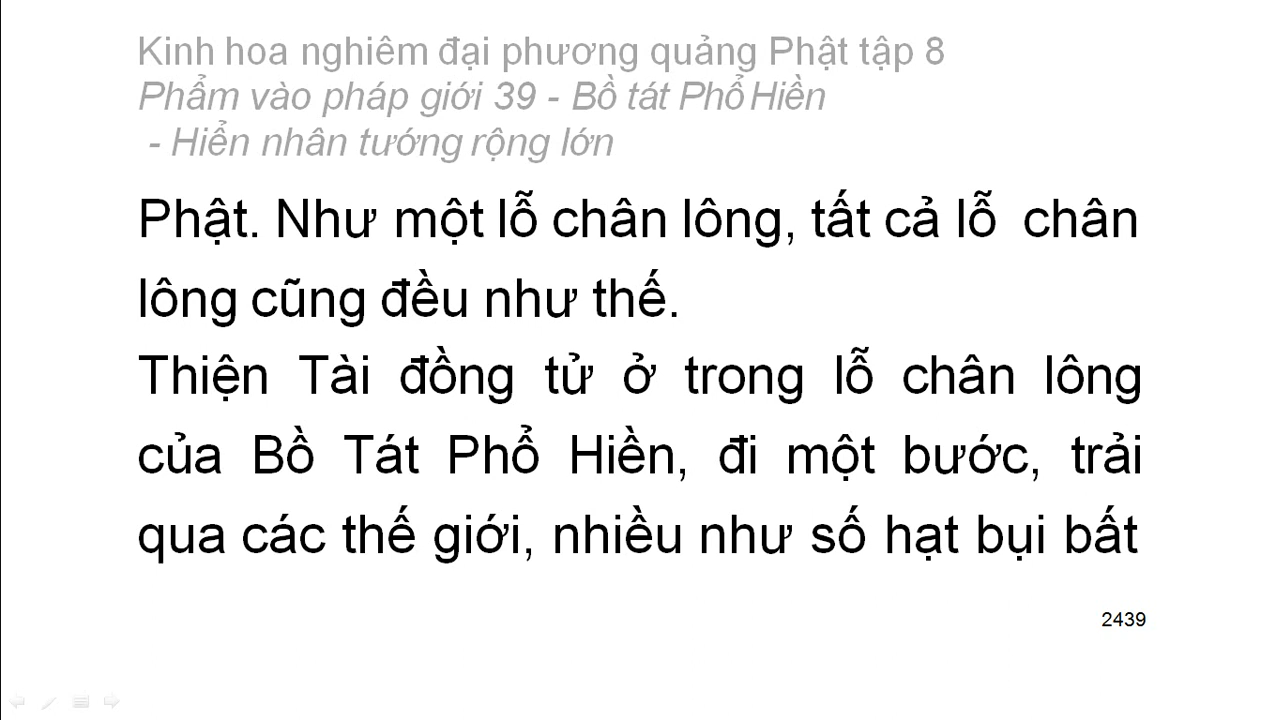 Kinh hoa nghiêm đại phương quảng Phật tập 8
Phẩm vào pháp giới 39 - Bồ tát Phổ Hiền
- Hiển nhân tướng rộng lớn
Phật. Như một lỗ chân lông, tất cả lỗ chân
lông cũng đều như thế.
Thiện Tài đồng tử ở trong lỗ chân lông
của Bồ Tát Phổ Hiền, đi một bước, trải
qua các thế giới, nhiều như số hạt bụi bất
2439